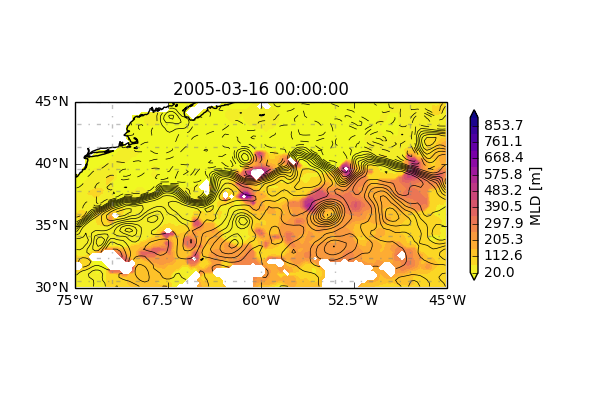 2005-03-16 00:00:00
45°N
40°N
35°N
30°N
75°W
67.5°W
60°W
52.5°W
45°W
853.7
761.1
668.4
575.8
483.2
390.5
297.9
205.3
112.6
20.0
MLD [m]